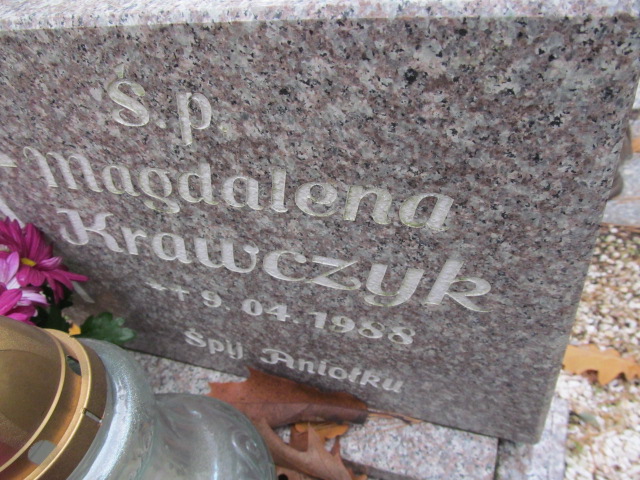 Ś.p.
Magdalena
Krawczyk
*+ 9.04.1988
Śpij Aniołku